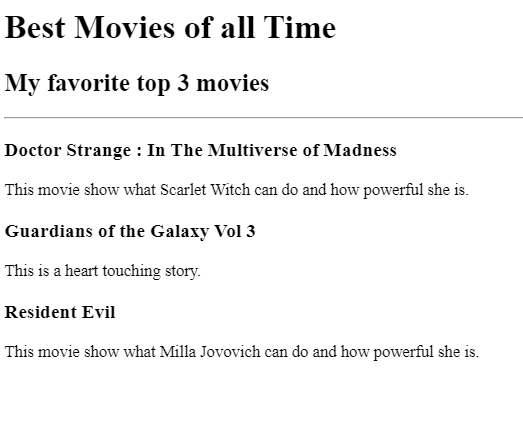 Best Movies of all Time
My favorite top 3 movies
Doctor Strange : In The Multiverse of Madness
This movie show what Scarlet Witch can do and how powerful she is.
Guardians of the Galaxy Vol 3
This is a heart touching story.
Resident Evil
This movie show what Milla Jovovich can do and how powerful she is.